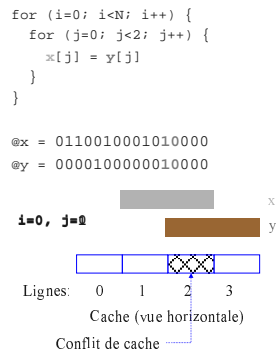 for (i=0; i<N; i++) {
for (j=0; j<2; j++) {
x[j] = y[j]
}
}
@x = 0110010001010000
@y = 0000100000010000
x
i=0, j=
y
Lignes: 0 1 2 3
Cache (vue horizontale)
Conflit de cache